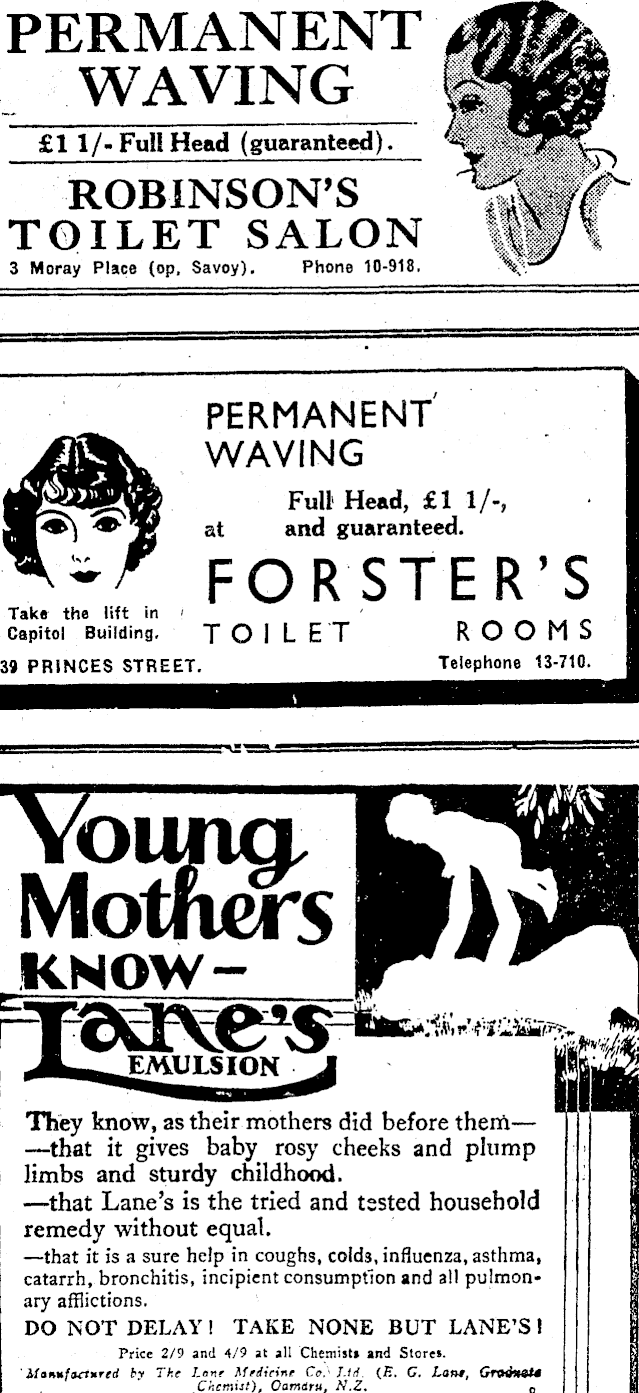 PERMANENT
WAVING
£1 1/- Full Head (guaranteed).
ROBINSON'S
TOILET SALON
3 Moray Place (op, Savoy). Phone 10-918.
PERMANENT
WAVING
Full Head, £1 1/-,
at and guaranteed.
FORSTER'S
Take the lift in
Capitol Building.
TOILET ROOMS
39 PRINCES STREET. Telephone 13-710.
Young
Mothers
KNOW—
Lane's
EMULSION
They know, as their mothers did before them—
—that it gives baby rosy cheeks and plump
limbs and sturdy childhood.
—that Lane's is the tried and tested household
remedy without equal.
—that it is a sure help in coughs, colds, influenza, asthma,
catarrh, bronchitis, incipient consumption and all pulmon-
ary afflictions.
DO NOT DELAY! TAKE NONE BUT LANE'S!
Price 2/9 and 4/9 at all Chemists and Stores.
Manufactured by The Lane Medicine Co. Ltd. (E. G. Lane, Graduate
Chemist), Oamaru, N.Z.